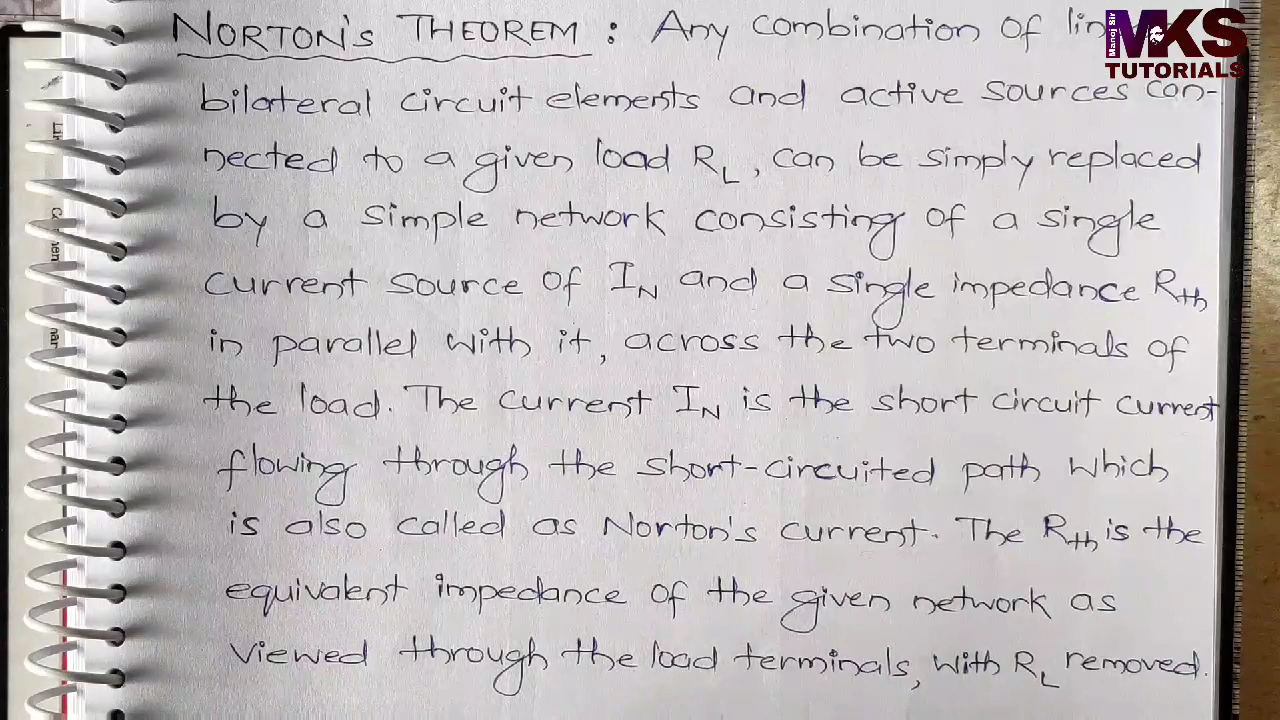 NORTON'S THEOREM : Any combination of lin
bilateral circuit elements and active sources con-
nected to a given load RL, can be simply replaced
by a simple network consisting of a single
current source of IN and a single impedance Rth
in parallel with it, across the two terminals of
the load. The current IN is the short circuit current
flowing through the short-circuited path which
is also called as Norton's current. The Rth is the
equivalent impedance of the given network as
viewed through the load terminals, with RL removed.
Manoj Sir
MKS
TUTORIALS